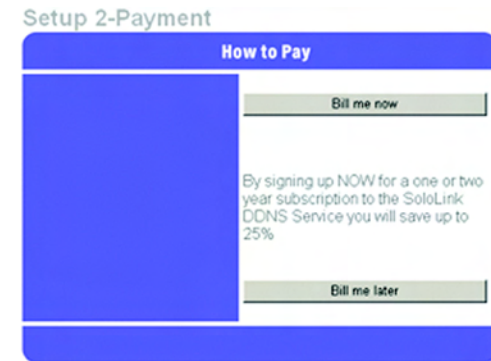 Setup 2-Payment
How to Pay
Bill me now
By signing up NOW for a one or two
year subscription to the SoloLink
DDNS Service you will save up to
25%
Bill me later